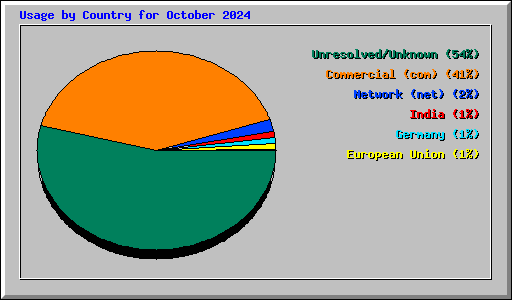 Usage by Country for October 2024
Unresolved/Unknown (54%)
Commercial (com) (41%)
Network (net) (2%)
India (1%)
Germany (1%)
European Union (1%)